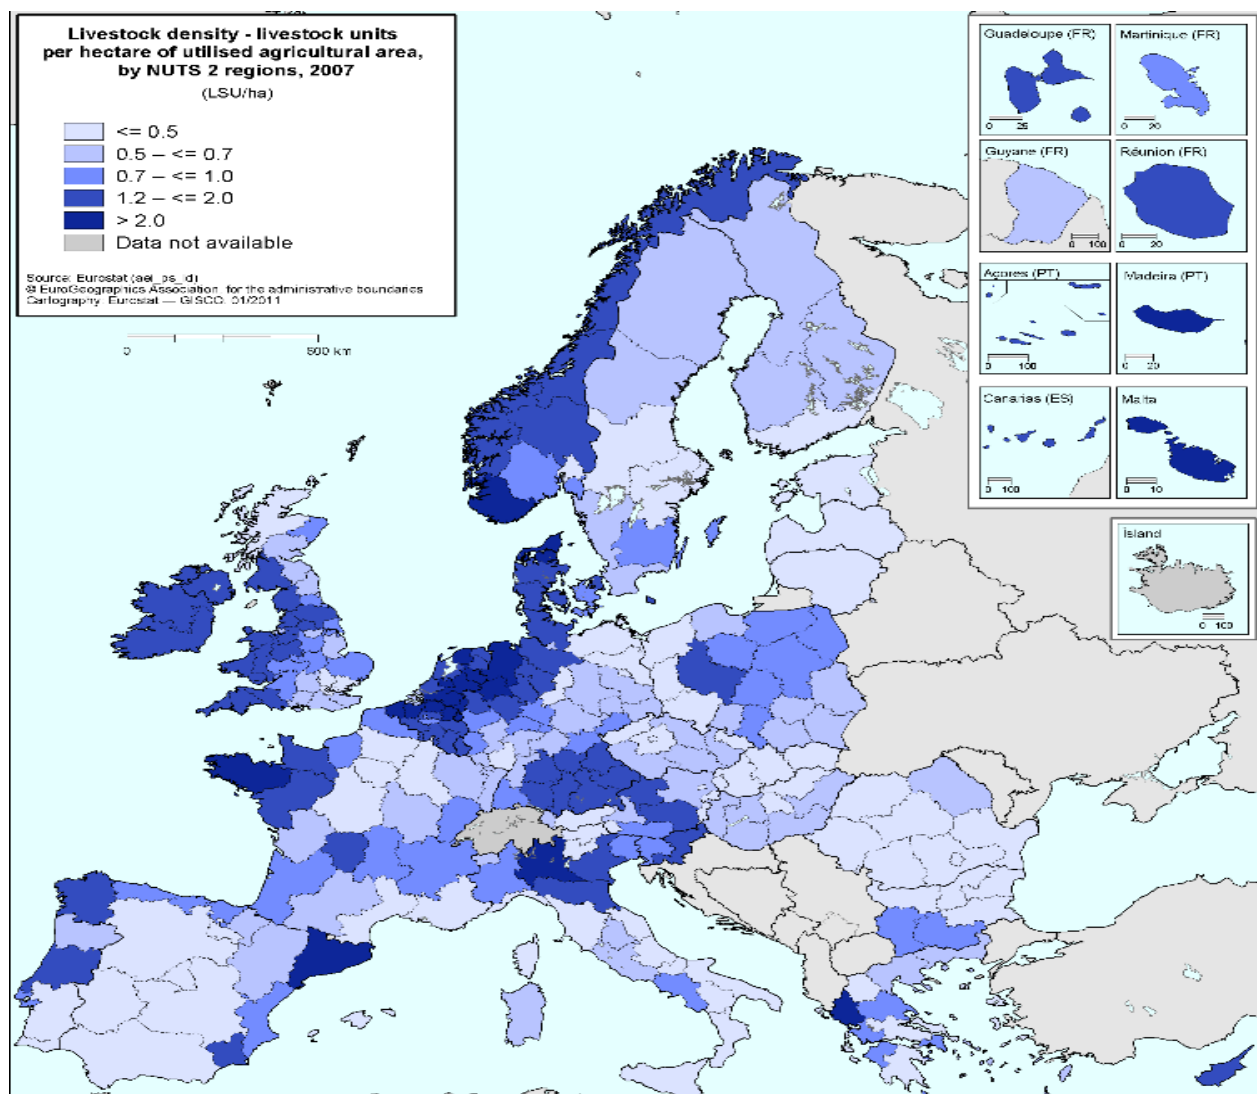 Livestock density - livestock units
per hectare of utilised agricultural area,
by NUTS 2 regions, 2007
(LSU/ha)
<= 0.5
0.5 – <= 0.7
0.7 – <= 1.0
1.2 – <= 2.0
> 2.0
Data not available
Source: Eurostat (aei_ps_ld)
© EuroGeographics Association, for the administrative boundaries
Cartography: Eurostat — GISCO, 01/2011
0 500 km
Guadeloupe (FR)
0 25
Martinique (FR)
0 20
Guyane (FR)
0 100
Réunion (FR)
0 20
Açores (PT)
0 100
Madeira (PT)
0 20
Canarias (ES)
0 100
Malta
0 10
Ísland
0 100